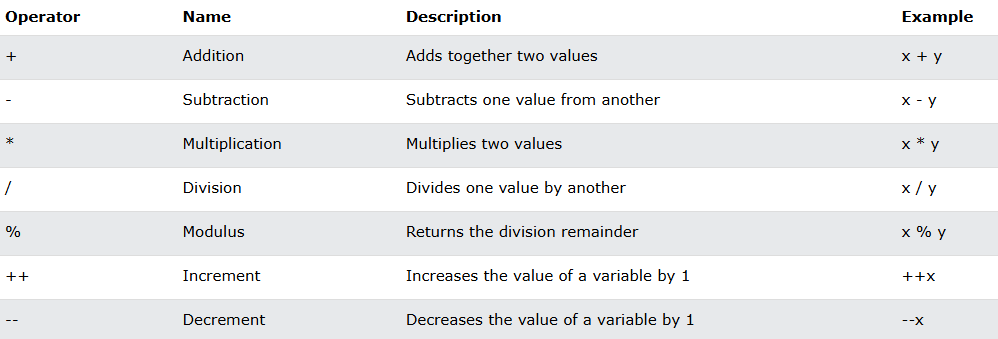 Operator Name Description Example
+ Addition Adds together two values x + y
- Subtraction Subtracts one value from another x - y
* Multiplication Multiplies two values x * y
/ Division Divides one value by another x / y
% Modulus Returns the division remainder x % y
++ Increment Increases the value of a variable by 1 ++x
-- Decrement Decreases the value of a variable by 1 --x